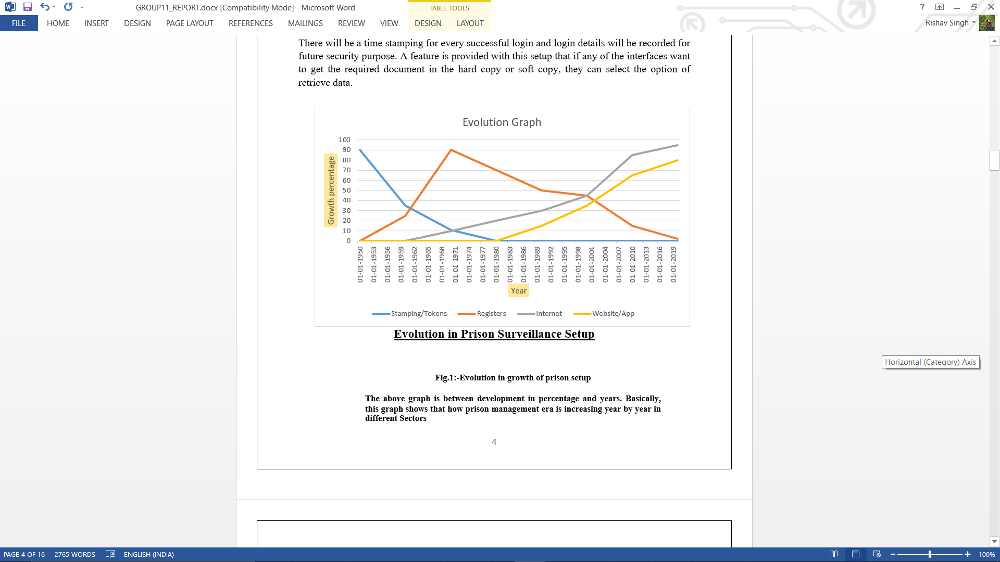 GROUP11_REPORT.docx [Compatibility Mode] - Microsoft Word
TABLE TOOLS
?
FILE HOME INSERT DESIGN PAGE LAYOUT REFERENCES MAILINGS REVIEW VIEW DESIGN LAYOUT
Rishav Singh
There will be a time stamping for every successful login and login details will be recorded for
future security purpose. A feature is provided with this setup that if any of the interfaces want
to get the required document in the hard copy or soft copy, they can select the option of
retrieve data.
Evolution Graph
Growth percentage
100
90
80
70
60
50
40
30
20
10
0
01-01-1950
01-01-1953
01-01-1956
01-01-1959
01-01-1962
01-01-1965
01-01-1968
01-01-1971
01-01-1974
01-01-1977
01-01-1980
01-01-1983
01-01-1986
01-01-1989
01-01-1992
01-01-1995
01-01-1998
01-01-2001
01-01-2004
01-01-2007
01-01-2010
01-01-2013
01-01-2016
01-01-2019
Year
Stamping/Tokens Registers Internet Website/App
Evolution in Prison Surveillance Setup
Horizontal (Category) Axis
Fig.1:-Evolution in growth of prison setup
The above graph is between development in percentage and years. Basically,
this graph shows that how prison management era is increasing year by year in
different Sectors
4
PAGE 4 OF 16 2765 WORDS ENGLISH (INDIA) 100%